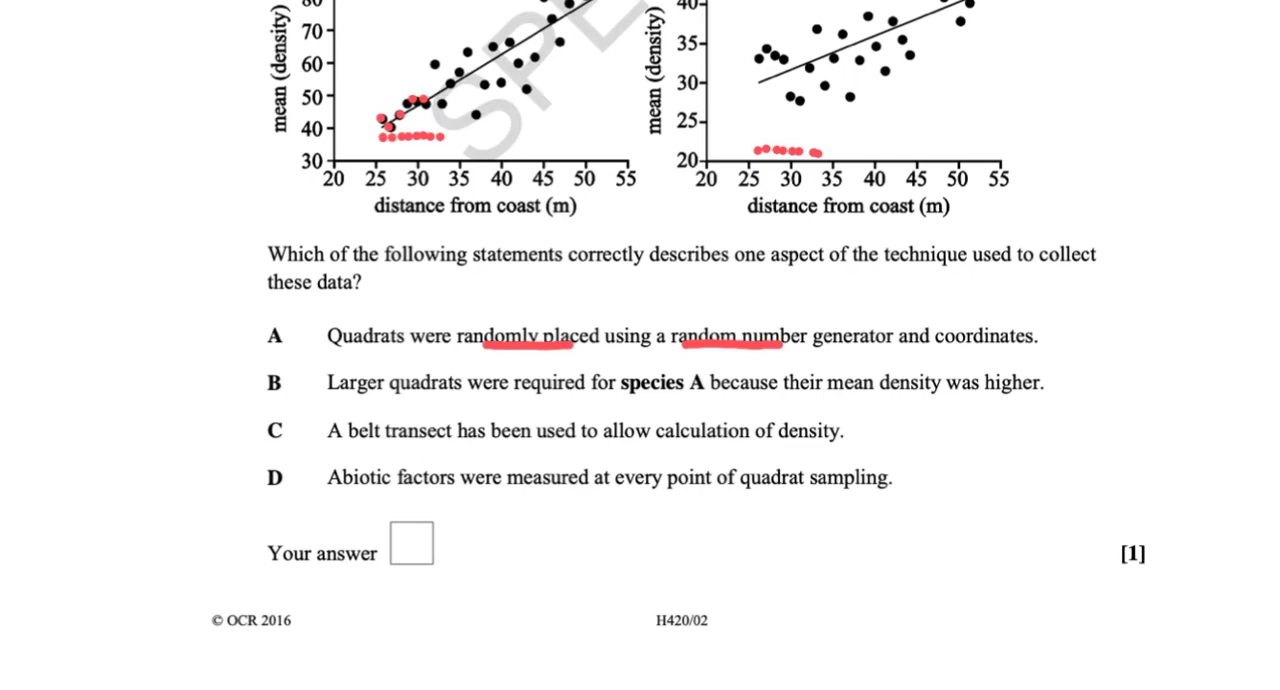 mean (density)
80
70
60
50
40
30
20 25 30 35 40 45 50 55
distance from coast (m)
mean (density)
40
35
30
25
20
20 25 30 35 40 45 50 55
distance from coast (m)
SPE
Which of the following statements correctly describes one aspect of the technique used to collect
these data?
A Quadrats were randomly placed using a random number generator and coordinates.
B Larger quadrats were required for species A because their mean density was higher.
C A belt transect has been used to allow calculation of density.
D Abiotic factors were measured at every point of quadrat sampling.
Your answer
[1]
© OCR 2016 H420/02